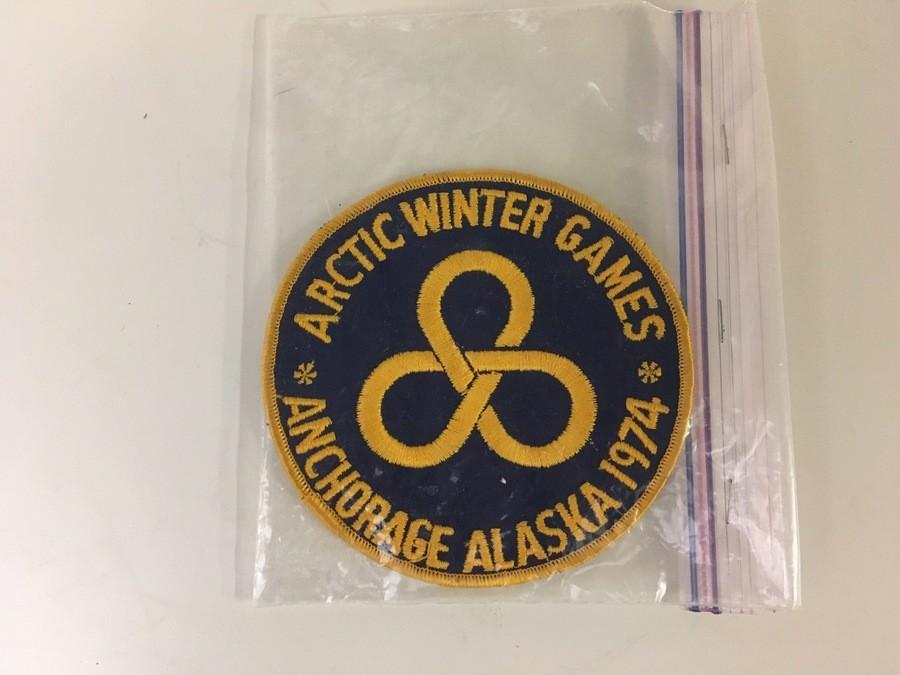 ARCTIC WINTER GAMES
ANCHORAGE ALASKA 1974